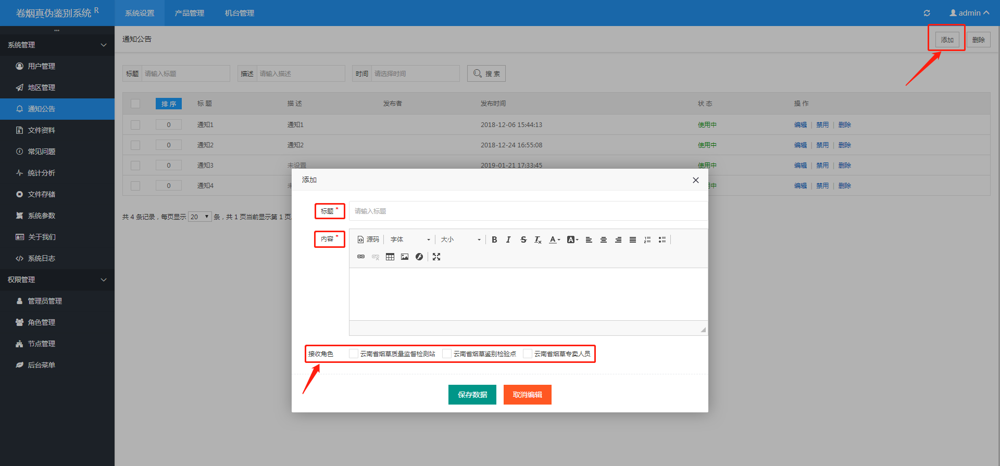 卷烟真伪鉴别系统 R
系统设置 产品管理 机台管理
admin
系统管理
用户管理
地区管理
通知公告
文件资料
常见问题
统计分析
文件存储
系统参数
关于我们
系统日志
权限管理
管理员管理
角色管理
节点管理
后台菜单
通知公告
添加 删除
标题 请输入标题 描述 请输入描述 时间 请选择时间 搜 索
排 序 标 题 描 述 发布者 发布时间 状 态 操 作
0 通知1 通知1 2018-12-06 15:44:13 使用中 编辑 | 禁用 | 删除
0 通知2 通知2 2018-12-24 16:55:08 使用中 编辑 | 禁用 | 删除
0 通知3 未设置 2019-01-21 17:33:45 使用中 编辑 | 禁用 | 删除
0 通知4 中 编辑 | 禁用 | 删除
共 4 条记录，每页显示 20 条，共 1 页当前显示第 1 页
添加
标题 * 请输入标题
内容 *
源码 字体 大小 B I S Tx A A
接收角色 云南省烟草质量监督检测站 云南省烟草鉴别检验点 云南省烟草专卖人员
保存数据 取消编辑